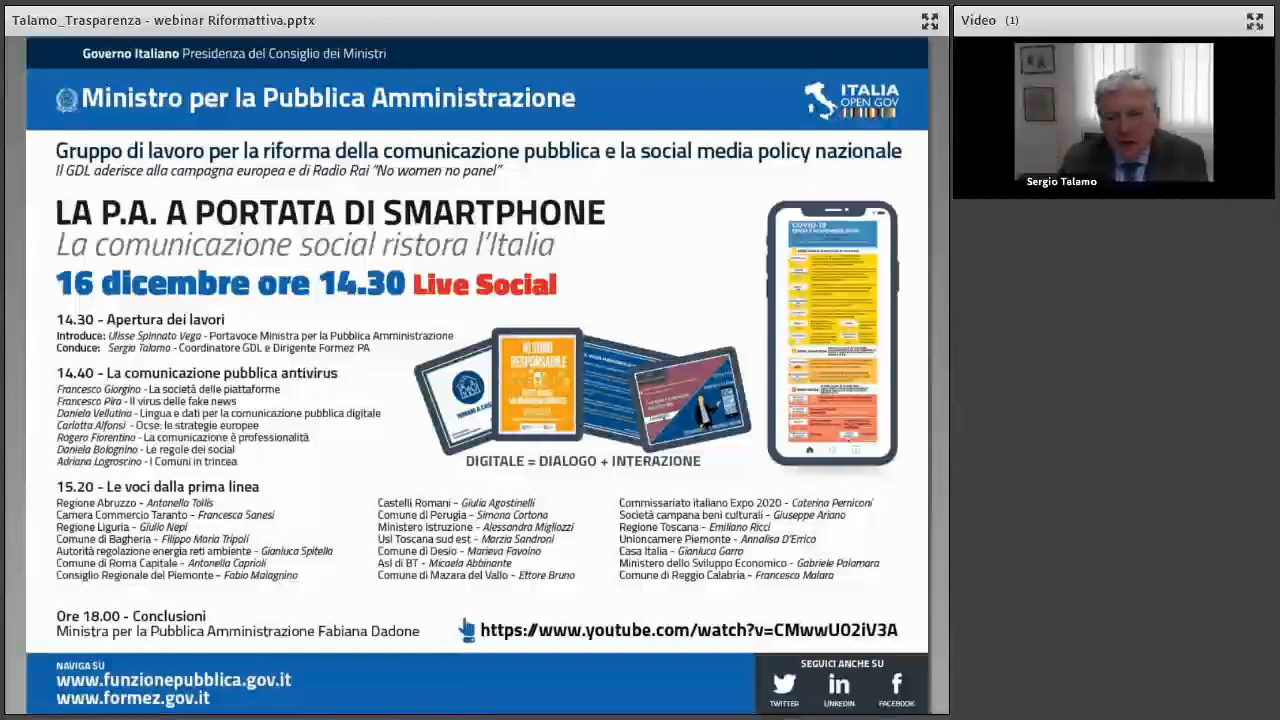 Talamo_Trasparenza - webinar Riformattiva.pptx
Video (1)
Sergio Talamo
Governo Italiano Presidenza del Consiglio dei Ministri
Ministro per la Pubblica Amministrazione
ITALIA
OPEN GOV
Gruppo di lavoro per la riforma della comunicazione pubblica e la social media policy nazionale
Il GDL aderisce alla campagna europea e di Radio Rai “No women no panel”
LA P.A. A PORTATA DI SMARTPHONE
La comunicazione social ristora l’Italia
16 dicembre ore 14.30 Live Social
14.30 - Apertura dei lavori
Introduce: Ulisse Spinnato Vega - Portavoce Ministra per la Pubblica Amministrazione
Conduce: Sergio Talamo - Coordinatore GDL e Dirigente Formez PA
14.40 - La comunicazione pubblica antivirus
Francesco Giorgino - La società delle piattaforme
Francesco Pira - Il virus delle fake news
Daniela Vellutino - Lingua e dati per la comunicazione pubblica digitale
Carlotta Alfonsi - Ocse: le strategie europee
Rogero Fiorentino - La comunicazione è professionalità
Daniela Bolognino - Le regole dei social
Adriana Logroscino - I Comuni in trincea
COVID-19
IO SONO
RESPONSABILE
DIGITALE = DIALOGO + INTERAZIONE
15.20 - Le voci dalla prima linea
Regione Abruzzo - Antonella Tollis
Camera Commercio Taranto - Francesca Sanesi
Regione Liguria - Giulio Nepi
Comune di Bagheria - Filippo Maria Tripoli
Autorità regolazione energia reti ambiente - Gianluca Spitella
Comune di Roma Capitale - Antonella Caprioli
Consiglio Regionale del Piemonte - Fabio Malagnino
Castelli Romani - Giulia Agostinelli
Comune di Perugia - Simona Cortona
Ministero Istruzione - Alessandra Migliozzi
Usl Toscana sud est - Marzia Sandroni
Comune di Desio - Marieva Favoino
Asl di BT - Micaela Abbinante
Comune di Mazara del Vallo - Ettore Bruno
Commissariato italiano Expo 2020 - Caterina Perniconi
Società campana beni culturali - Giuseppe Ariano
Regione Toscana - Emiliano Ricci
Unioncamere Piemonte - Annalisa D’Errico
Casa Italia - Gianluca Garro
Ministero dello Sviluppo Economico - Gabriele Palamara
Comune di Reggio Calabria - Francesco Malara
Ore 18.00 - Conclusioni
Ministra per la Pubblica Amministrazione Fabiana Dadone
https://www.youtube.com/watch?v=CMwwU02iV3A
NAVIGA SU
www.funzionepubblica.gov.it
www.formez.gov.it
SEGUICI ANCHE SU
TWITTER
LINKEDIN
FACEBOOK